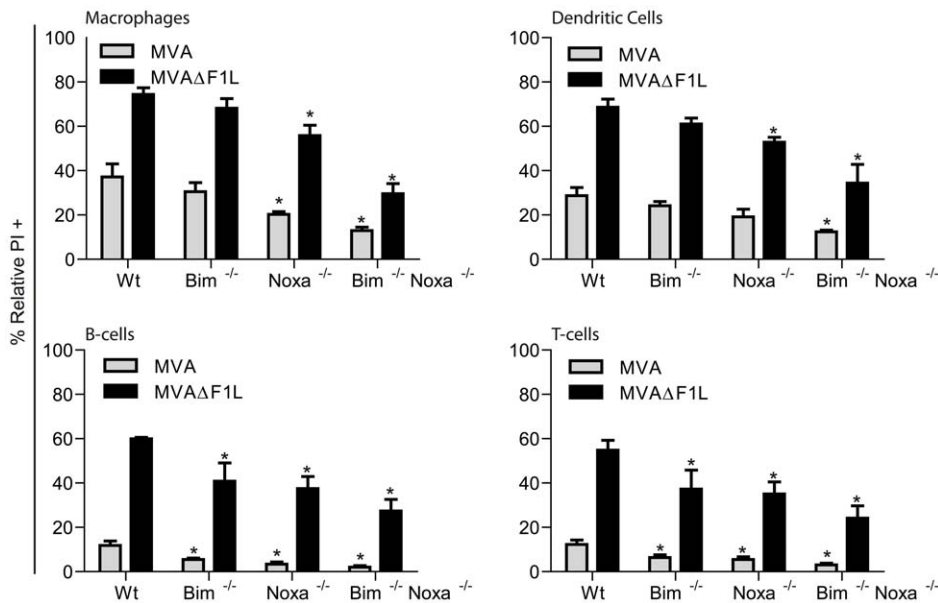 % Relative PI +
Macrophages
100
80
60
40
20
0
MVA
MVAΔF1L
* * * *
Wt Bim -/- Noxa -/- Bim -/- Noxa -/-
Dendritic Cells
100
80
60
40
20
0
MVA
MVAΔF1L
* * *
Wt Bim -/- Noxa -/- Bim -/- Noxa -/-
B-cells
100
80
60
40
20
0
MVA
MVAΔF1L
* * * * * *
Wt Bim -/- Noxa -/- Bim -/- Noxa -/-
T-cells
100
80
60
40
20
0
MVA
MVAΔF1L
* * * * * *
Wt Bim -/- Noxa -/- Bim -/- Noxa -/-